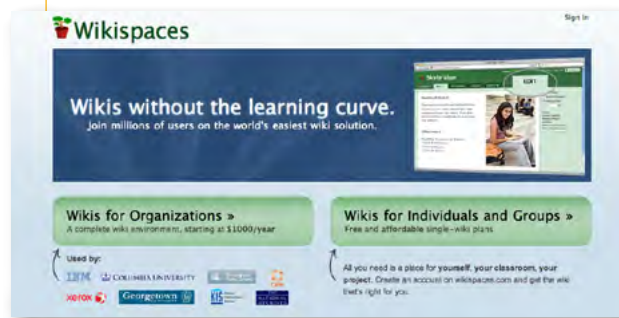 Sign In
Wikispaces
Wikis without the learning curve.
Join millions of users on the world's easiest wiki solution.
EDIT
Wikis for Organizations »
A complete wiki environment, starting at $1000/year
Wikis for Individuals and Groups »
Free and affordable single-wiki plans
Used by:
IBM
COLUMBIA UNIVERSITY
xerox
Georgetown
KIS
All you need is a place for yourself, your classroom, your
project. Create an account on wikispaces.com and get the wiki
that's right for you.